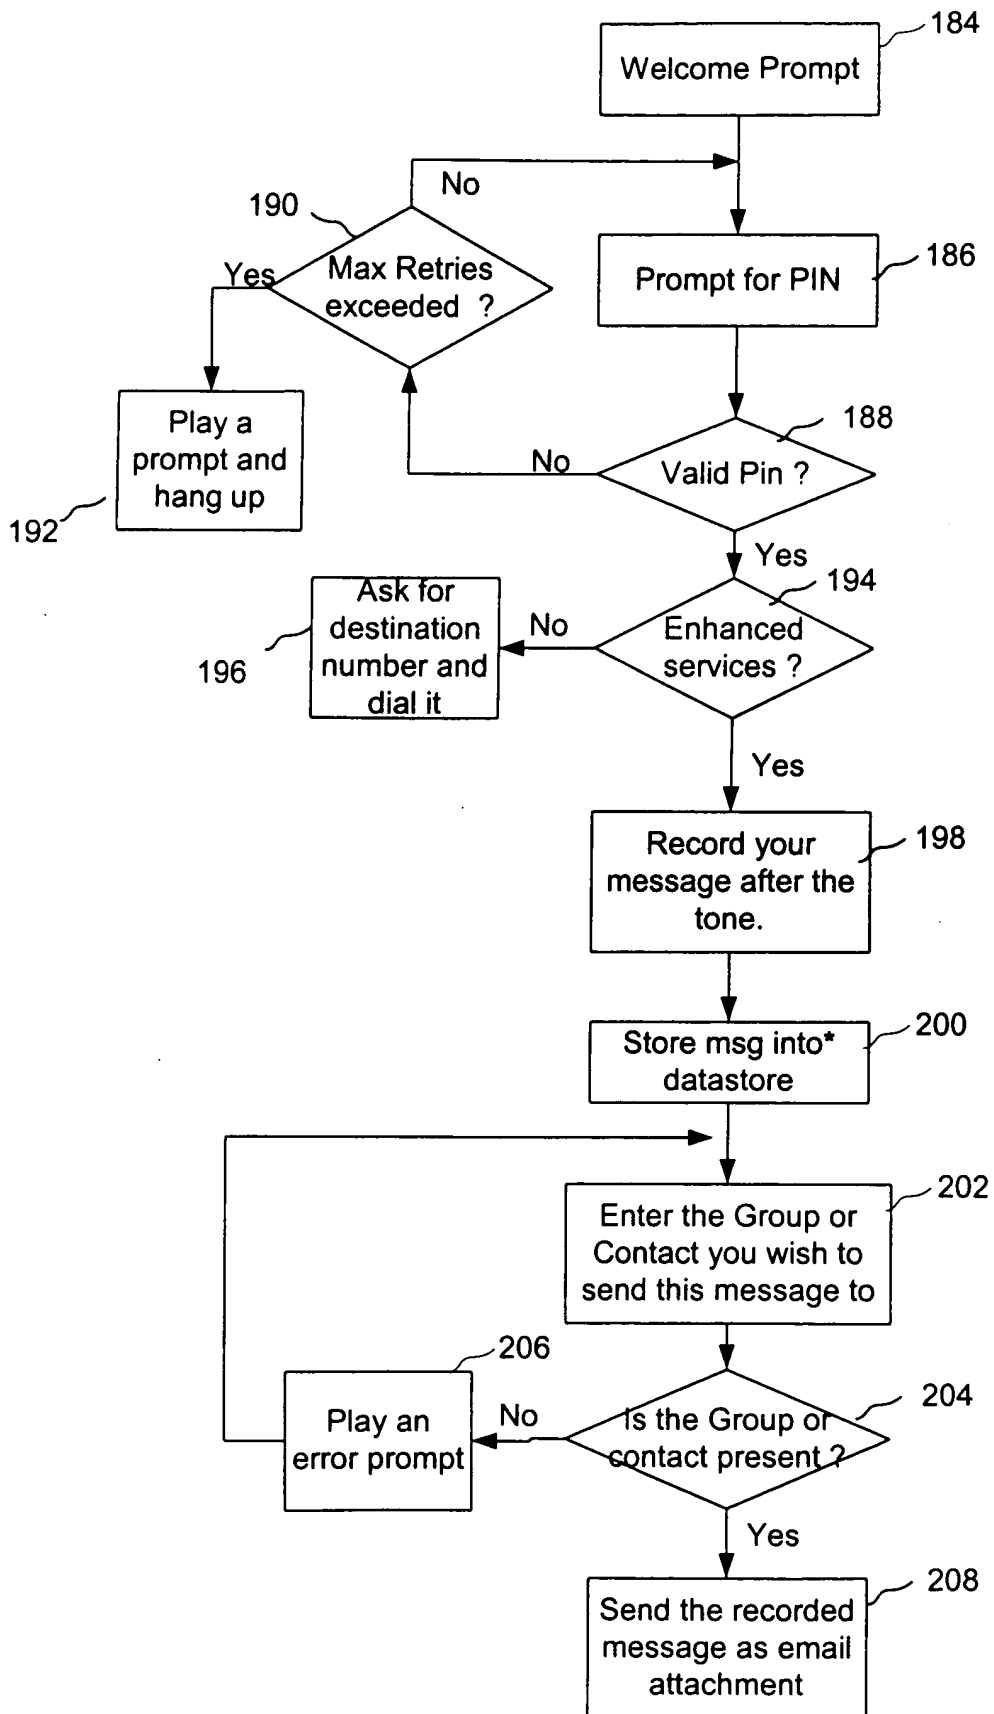 184
Welcome Prompt
No
190
Yes
Max Retries
exceeded ?
186
Prompt for PIN
Play a
prompt and
hang up
192
188
No
Valid Pin ?
Yes
194
Ask for
destination
number and
dial it
196
No
Enhanced
services ?
Yes
198
Record your
message after the
tone.
200
Store msg into*
datastore
202
Enter the Group or
Contact you wish to
send this message to
206
204
Play an
error prompt
No
Is the Group or
contact present ?
Yes
208
Send the recorded
message as email
attachment